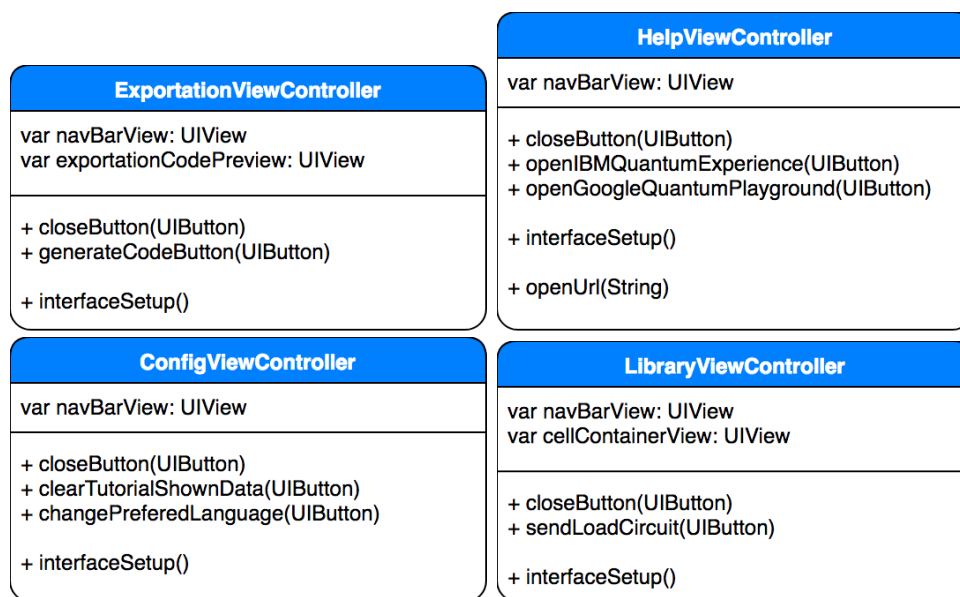 ExportationViewController
var navBarView: UIView
var exportationCodePreview: UIView
+ closeButton(UIButton)
+ generateCodeButton(UIButton)
+ interfaceSetup()
HelpViewController
var navBarView: UIView
+ closeButton(UIButton)
+ openIBMQuantumExperience(UIButton)
+ openGoogleQuantumPlayground(UIButton)
+ interfaceSetup()
+ openUrl(String)
ConfigViewController
var navBarView: UIView
+ closeButton(UIButton)
+ clearTutorialShownData(UIButton)
+ changePreferedLanguage(UIButton)
+ interfaceSetup()
LibraryViewController
var navBarView: UIView
var cellContainerView: UIView
+ closeButton(UIButton)
+ sendLoadCircuit(UIButton)
+ interfaceSetup()